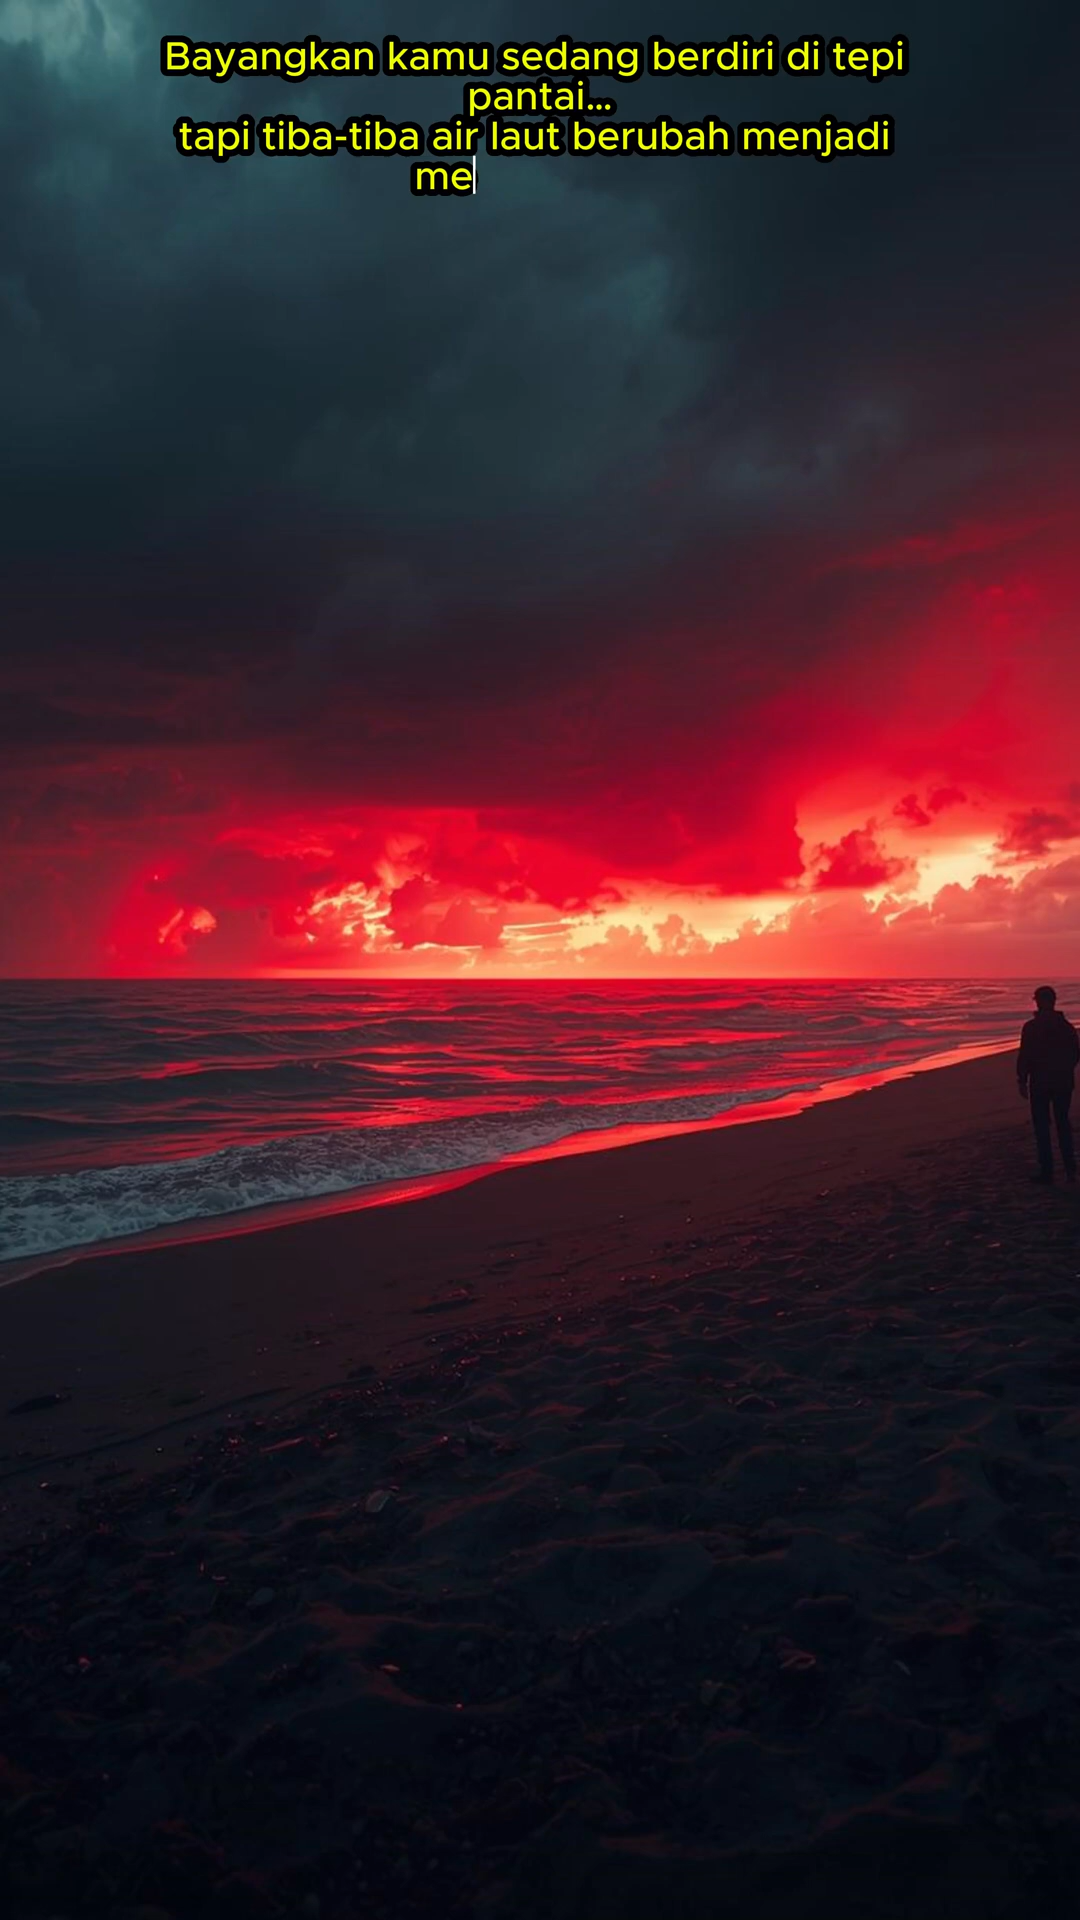 Bayangkan kamu sedang berdiri di tepi
pantai...
tapi tiba-tiba air laut berubah menjadi
me